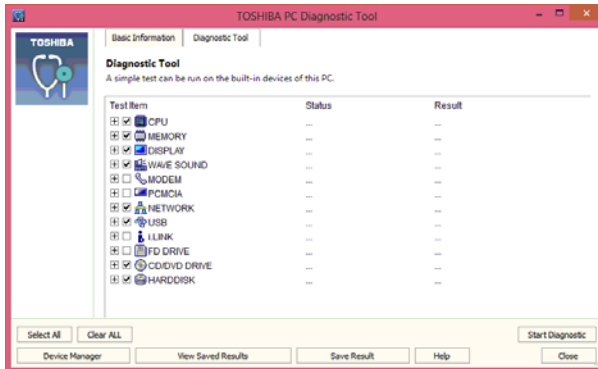 TOSHIBA PC Diagnostic Tool
TOSHIBA
Basic Information Diagnostic Tool
Diagnostic Tool
A simple test can be run on the built-in devices of this PC.
Test Item Status Result
CPU ... ...
MEMORY ... ...
DISPLAY ... ...
WAVE SOUND ... ...
MODEM ... ...
PCMCIA ... ...
NETWORK ... ...
USB ... ...
i.LINK ... ...
FD DRIVE ... ...
CD/DVD DRIVE ... ...
HARDDISK ... ...
Select All Clear ALL Start Diagnostic
Device Manager View Saved Results Save Result Help Close